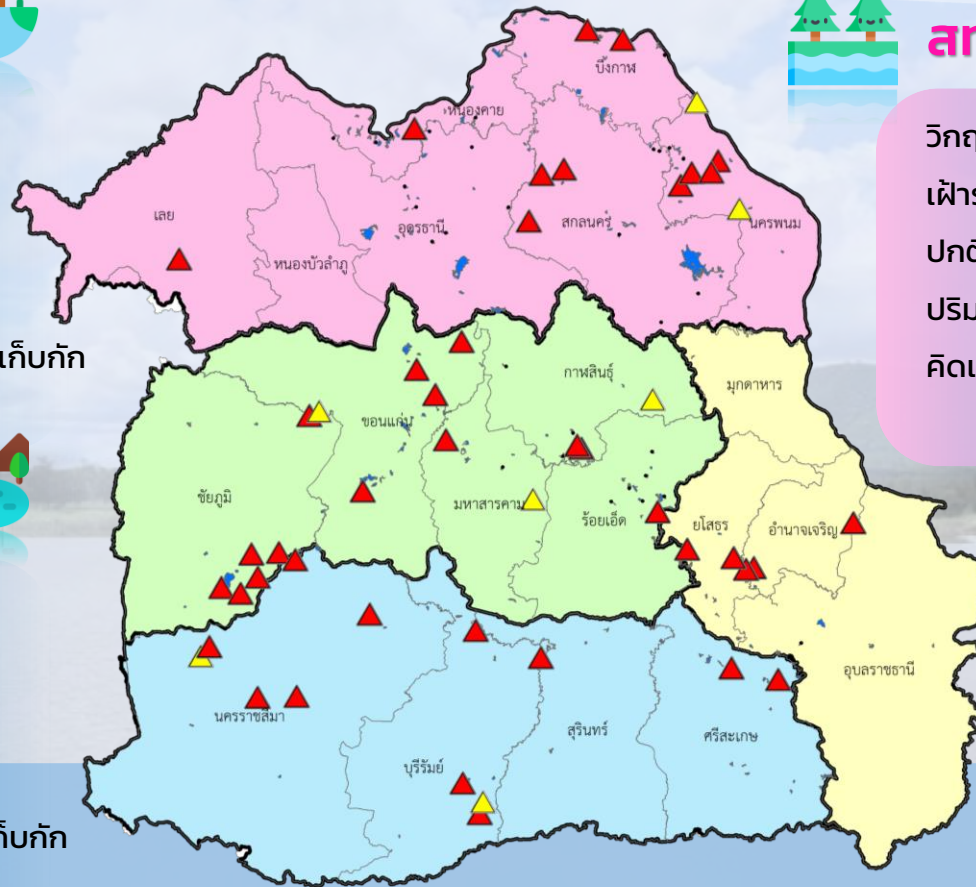 สท
บึงกาฬ
หนองคาย
วิกฤ
เฝ้าร
ปกติ
ปริม
คิดเ
เลย
อุดรธานี
สกลนคร
นครพนม
หนองบัวลำภู
เก็บกัก
กาฬสินธุ์
มุกดาหาร
ขอนแก่น
ชัยภูมิ
มหาสารคาม
ร้อยเอ็ด
ยโสธร
อำนาจเจริญ
อุบลราชธานี
นครราชสีมา
สุรินทร์
ศรีสะเกษ
บุรีรัมย์
ก็บกัก